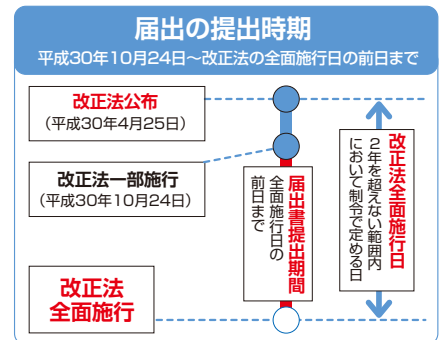 届出の提出時期
平成30年10月24日～改正法の全面施行日の前日まで
改正法公布
（平成30年4月25日）
改正法一部施行
（平成30年10月24日）
改正法
全面施行
届出書提出期間
全面施行日の
前日まで
改正法全面施行日
２年を超えない範囲内
において制令で定める日